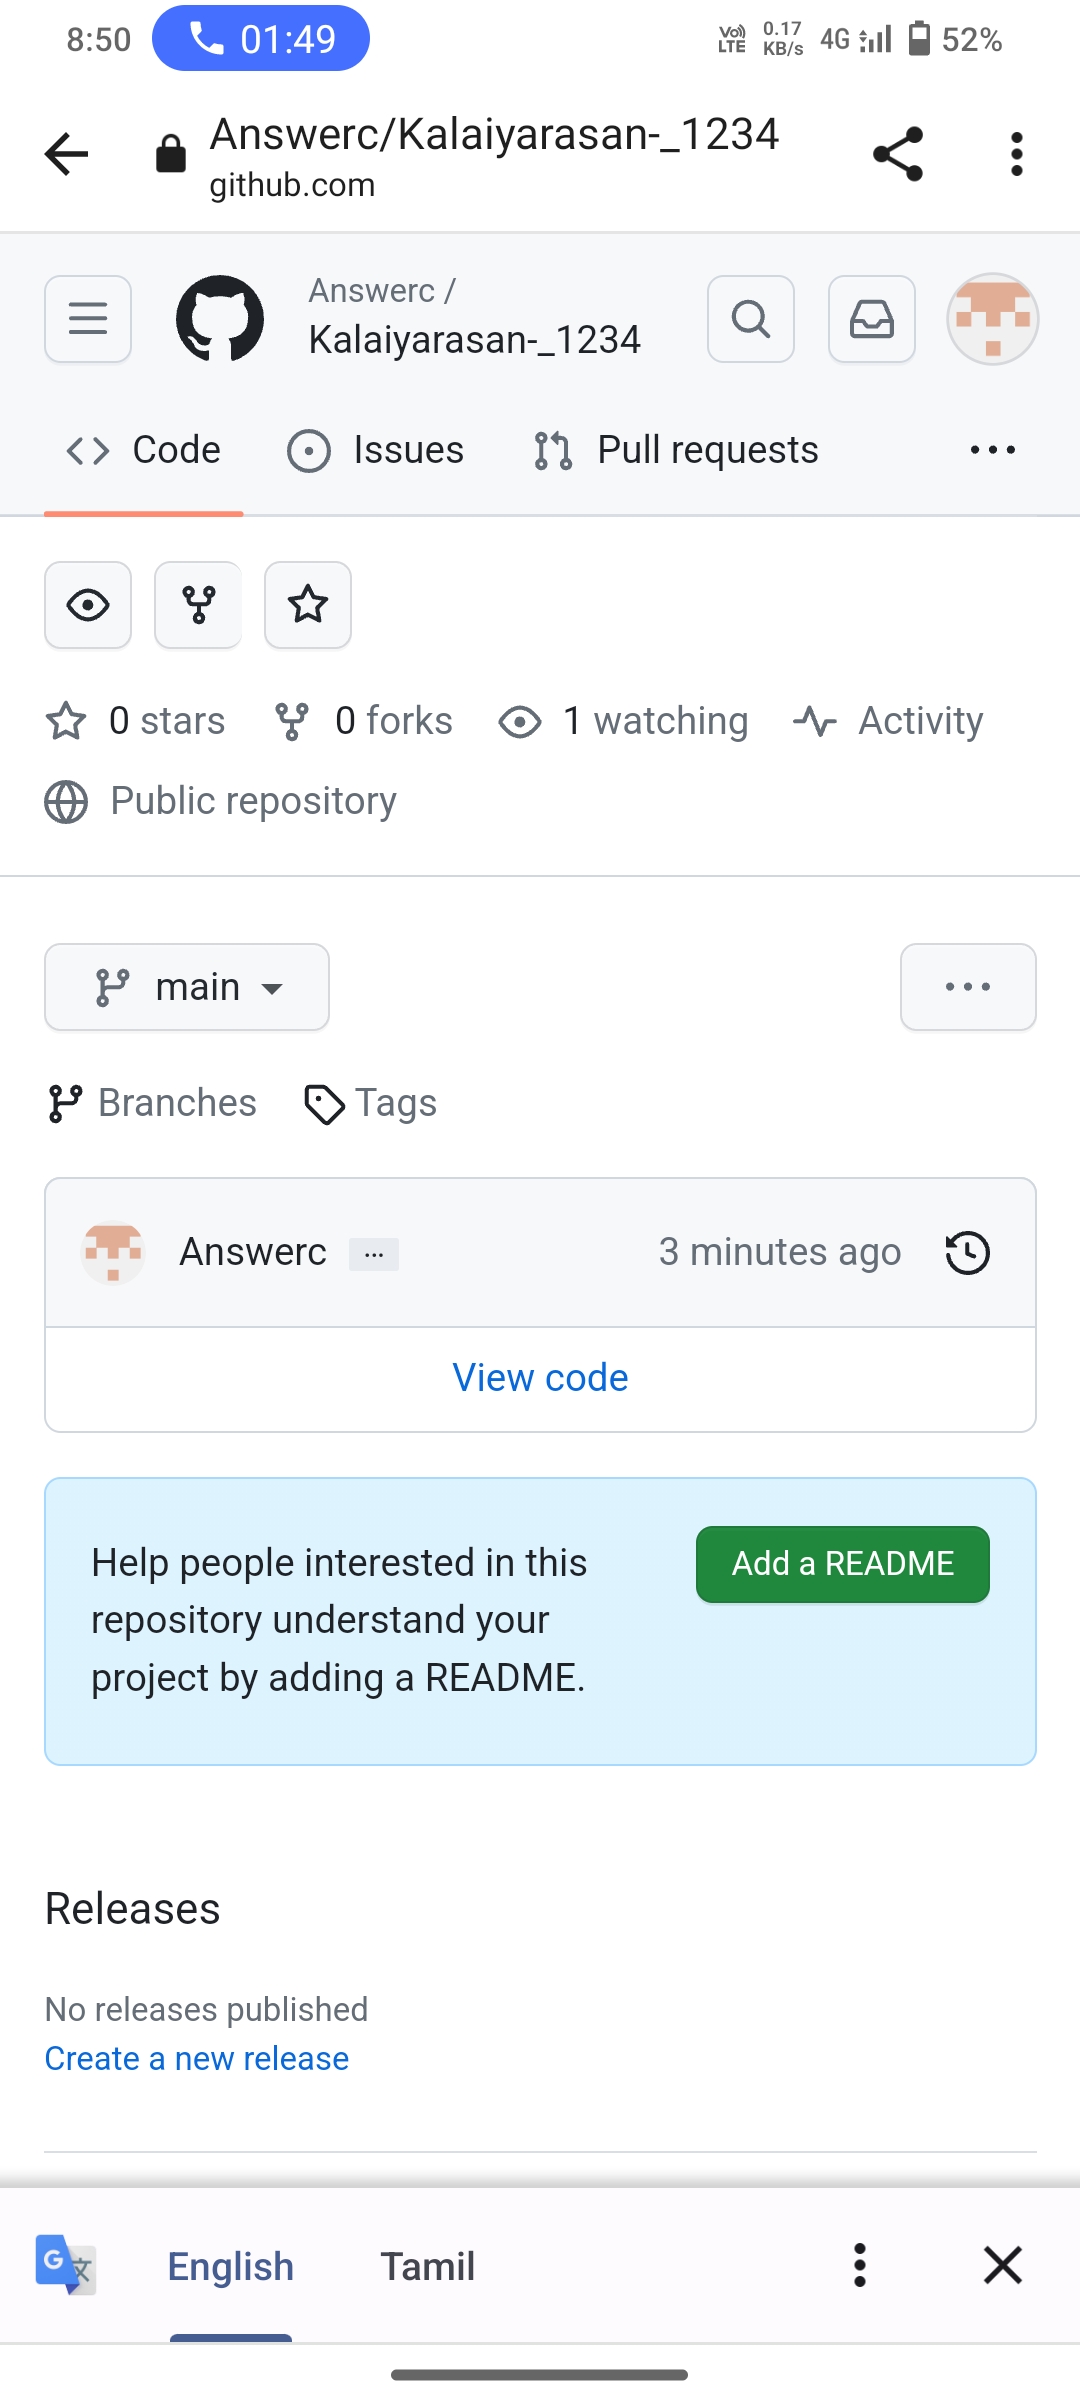 8:50 01:49 Vo) LTE 0.17 KB/s 4G 52%
Answerc/Kalaiyarasan-_1234
github.com
Answerc /
Kalaiyarasan-_1234
Code Issues Pull requests ...
0 stars 0 forks 1 watching Activity
Public repository
main ...
Branches Tags
Answerc ... 3 minutes ago
View code
Help people interested in this
repository understand your
project by adding a README.
Add a README
Releases
No releases published
Create a new release
G 文 English Tamil